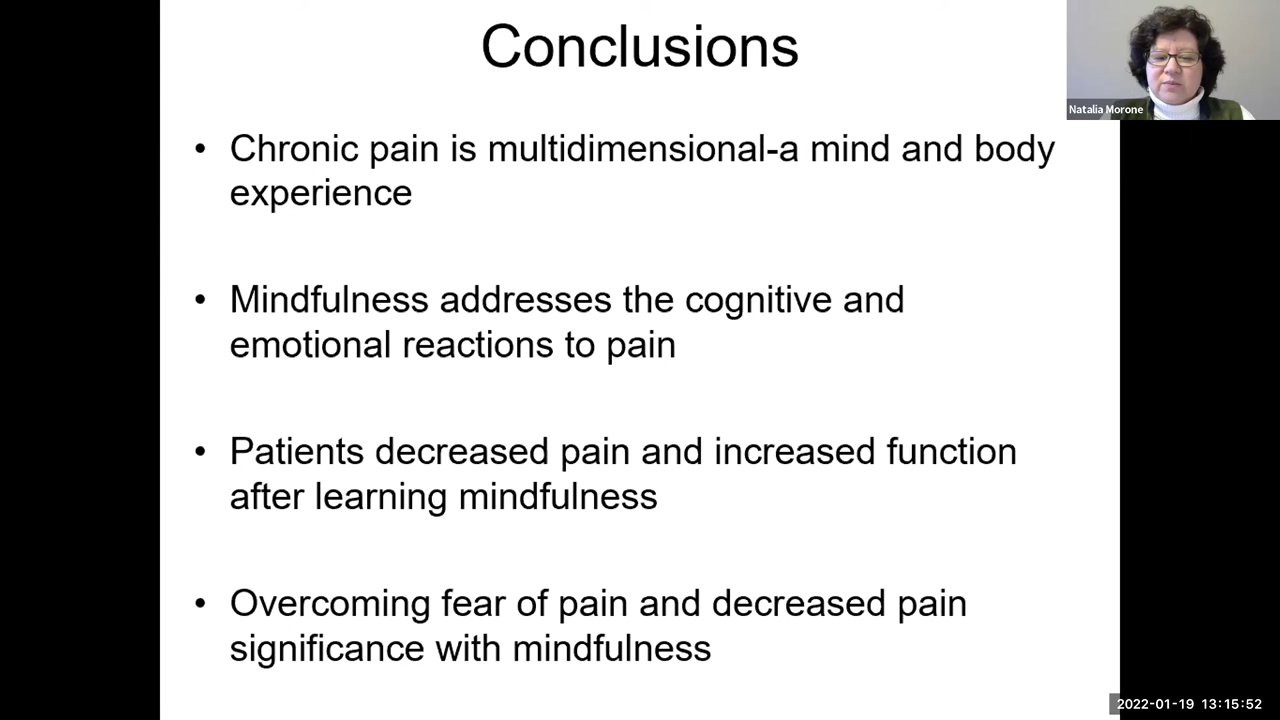 Conclusions
Natalia Morone
• Chronic pain is multidimensional-a mind and body
experience
• Mindfulness addresses the cognitive and
emotional reactions to pain
• Patients decreased pain and increased function
after learning mindfulness
• Overcoming fear of pain and decreased pain
significance with mindfulness
2022-01-19 13:15:52